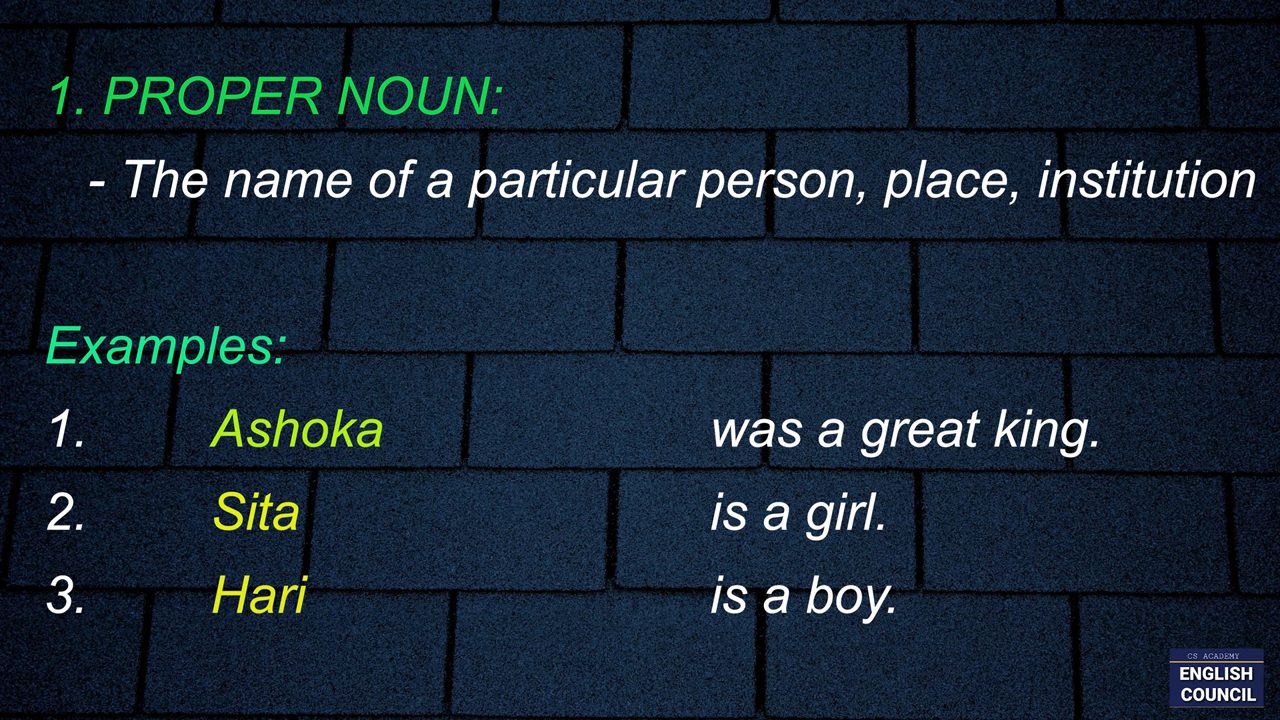 1. PROPER NOUN:
- The name of a particular person, place, institution
Examples:
1. Ashoka was a great king.
2. Sita is a girl.
3. Hari is a boy.
CS ACADEMY
ENGLISH
COUNCIL